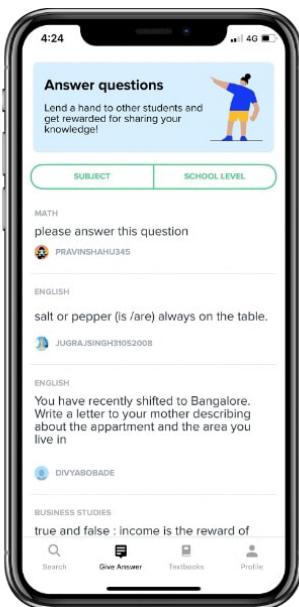 4:24
4G
Answer questions
Lend a hand to other students and
get rewarded for sharing your
knowledge!
SUBJECT
SCHOOL LEVEL
MATH
please answer this question
PRAVINSHAHU345
ENGLISH
salt or pepper (is /are) always on the table.
JUGRAJSINGH31052008
ENGLISH
You have recently shifted to Bangalore.
Write a letter to your mother describing
about the appartment and the area you
live in
DIVYABOBADE
BUSINESS STUDIES
true and false : income is the reward of
Search
Give Answer
Textbooks
Profile